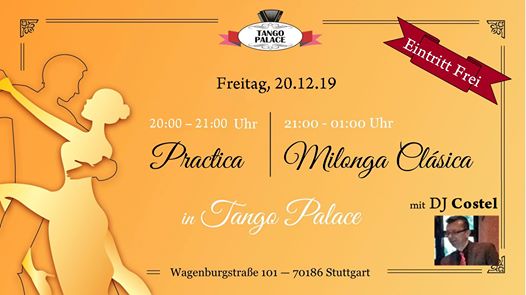 TANGO
PALACE
Eintritt Frei
Freitag, 20.12.19
20:00 – 21:00 Uhr
Practica
21:00 - 01:00 Uhr
Milonga Clásica
in Tango Palace
mit DJ Costel
Wagenburgstraße 101 — 70186 Stuttgart